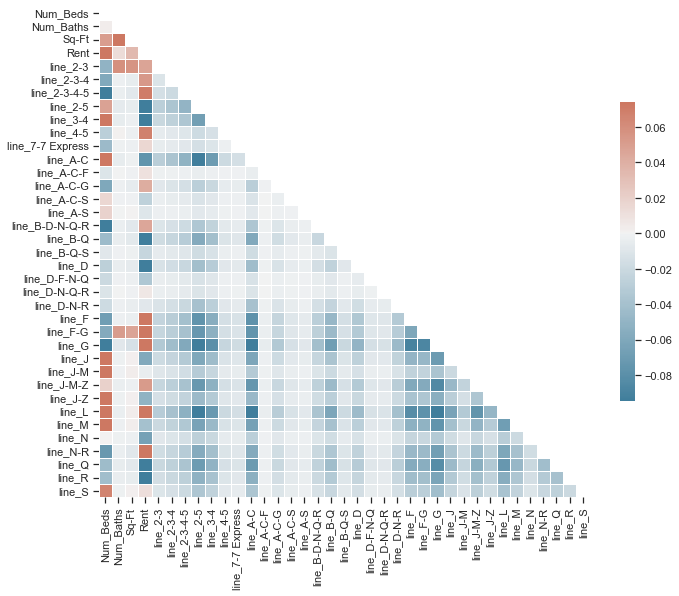 Num_Beds
Num_Baths
Sq-Ft
Rent
line_2-3
line_2-3-4
line_2-3-4-5
line_2-5
line_3-4
line_4-5
line_7-7 Express
line_A-C
line_A-C-F
line_A-C-G
line_A-C-S
line_A-S
line_B-D-N-Q-R
line_B-Q
line_B-Q-S
line_D
line_D-F-N-Q
line_D-N-Q-R
line_D-N-R
line_F
line_F-G
line_G
line_J
line_J-M
line_J-M-Z
line_J-Z
line_L
line_M
line_N
line_N-R
line_Q
line_R
line_S
Num_Beds
Num_Baths
Sq-Ft
Rent
line_2-3
line_2-3-4
line_2-3-4-5
line_2-5
line_3-4
line_4-5
line_7-7 Express
line_A-C
line_A-C-F
line_A-C-G
line_A-C-S
line_A-S
line_B-D-N-Q-R
line_B-Q
line_B-Q-S
line_D
line_D-F-N-Q
line_D-N-Q-R
line_D-N-R
line_F
line_F-G
line_G
line_J
line_J-M
line_J-M-Z
line_J-Z
line_L
line_M
line_N
line_N-R
line_Q
line_R
line_S
0.06
0.04
0.02
0.00
−0.02
−0.04
−0.06
−0.08